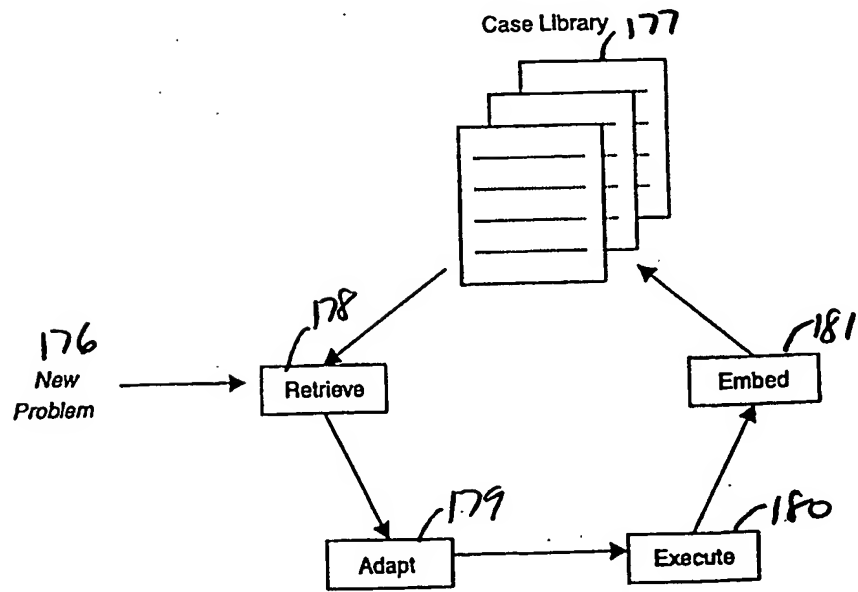 Case Library 177
178
176
New
Problem
Retrieve
181
Embed
179
Adapt
180
Execute